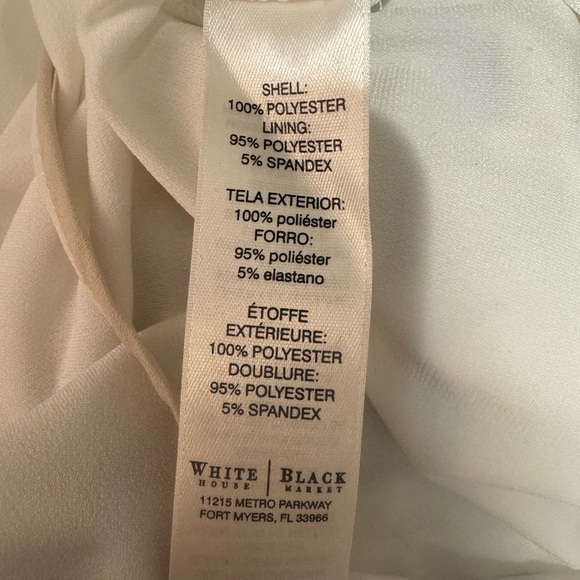 SHELL:
100% POLYESTER
LINING:
95% POLYESTER
5% SPANDEX
TELA EXTERIOR:
100% poliéster
FORRO:
95% poliéster
5% elastano
ÉTOFFE
EXTÉRIEURE:
100% POLYESTER
DOUBLURE:
95% POLYESTER
5% SPANDEX
WHITE | BLACK
HOUSE MARKET
11215 METRO PARKWAY
FORT MYERS, FL 33966